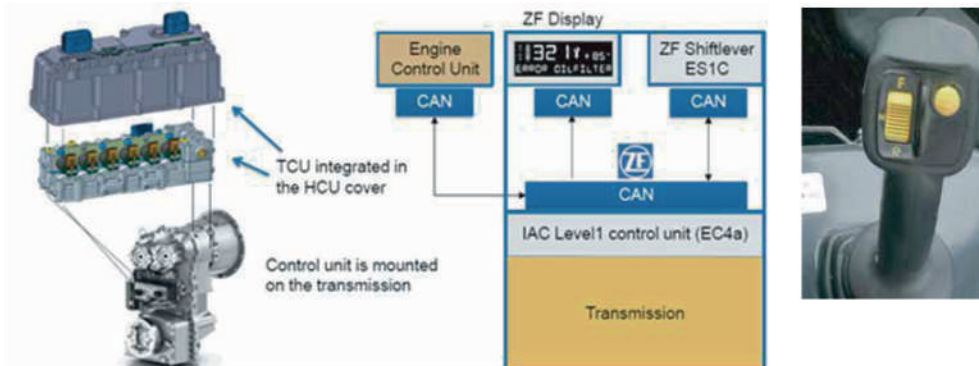 ZF Display
Engine
Control Unit
ERROR OILFILTER
ZF Shiftlever
ES1C
CAN
CAN
CAN
TCU integrated in
the HCU cover
ZF
CAN
IAC Level1 control unit (EC4a)
Control unit is mounted
on the transmission
Transmission
F
R